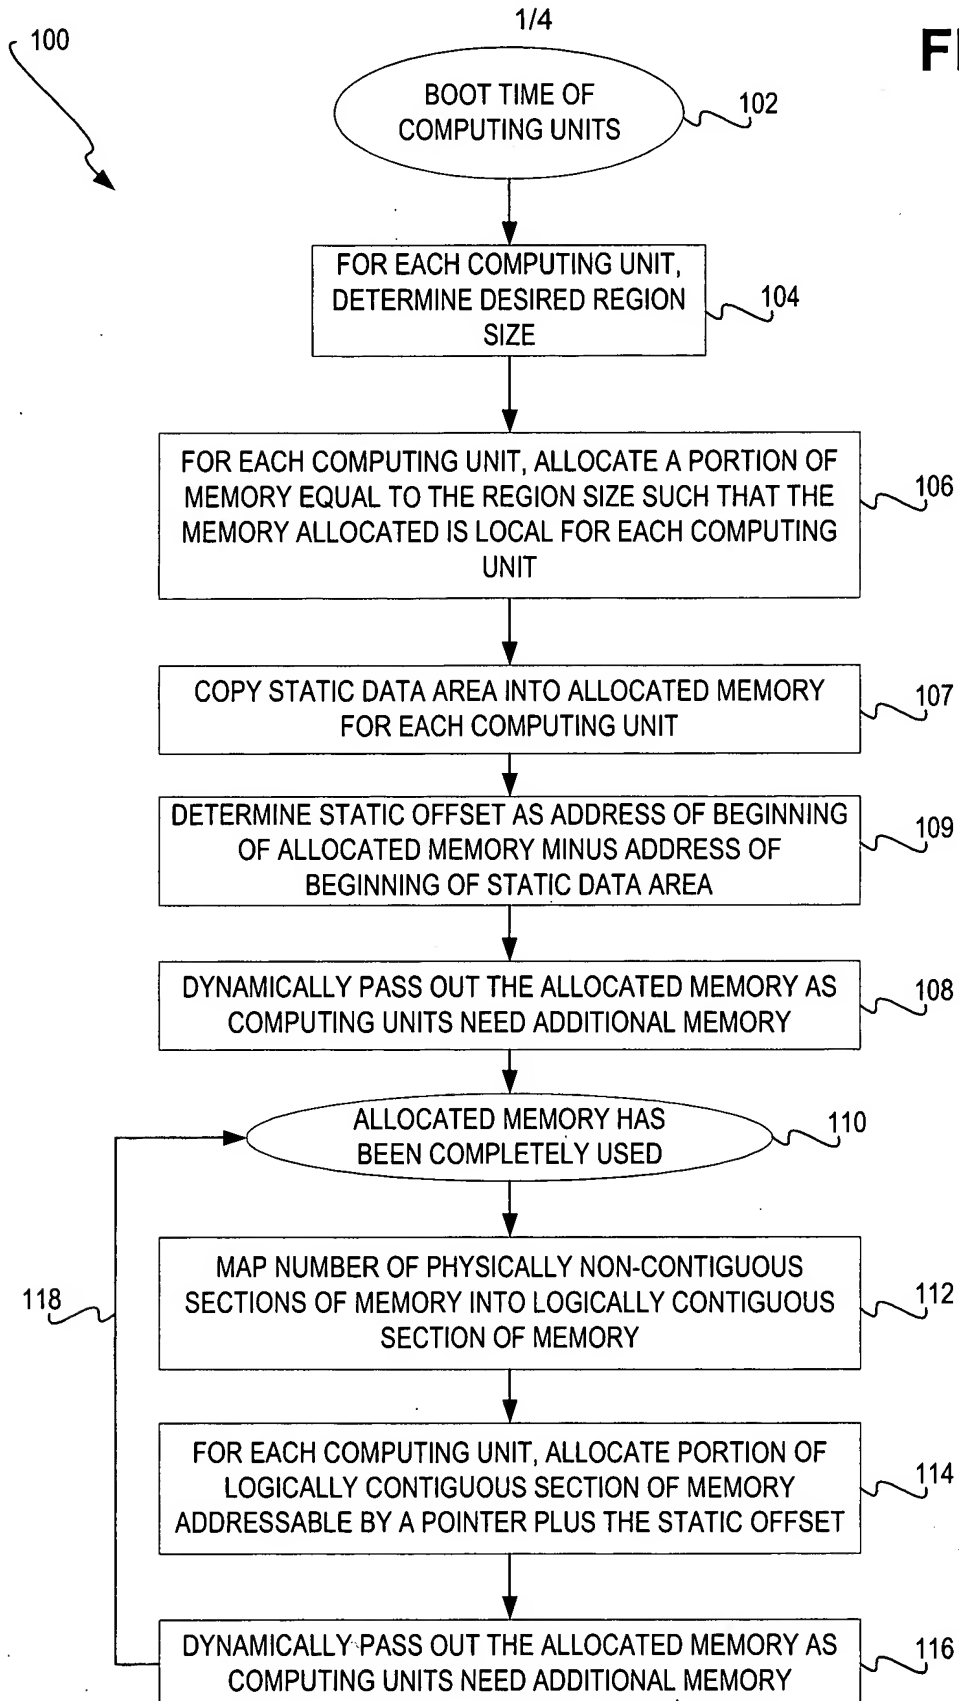 1/4
100
BOOT TIME OF
COMPUTING UNITS
102
FOR EACH COMPUTING UNIT,
DETERMINE DESIRED REGION
SIZE
104
FOR EACH COMPUTING UNIT, ALLOCATE A PORTION OF
MEMORY EQUAL TO THE REGION SIZE SUCH THAT THE
MEMORY ALLOCATED IS LOCAL FOR EACH COMPUTING
UNIT
106
COPY STATIC DATA AREA INTO ALLOCATED MEMORY
FOR EACH COMPUTING UNIT
107
DETERMINE STATIC OFFSET AS ADDRESS OF BEGINNING
OF ALLOCATED MEMORY MINUS ADDRESS OF
BEGINNING OF STATIC DATA AREA
109
DYNAMICALLY PASS OUT THE ALLOCATED MEMORY AS
COMPUTING UNITS NEED ADDITIONAL MEMORY
108
ALLOCATED MEMORY HAS
BEEN COMPLETELY USED
110
MAP NUMBER OF PHYSICALLY NON-CONTIGUOUS
SECTIONS OF MEMORY INTO LOGICALLY CONTIGUOUS
SECTION OF MEMORY
112
118
FOR EACH COMPUTING UNIT, ALLOCATE PORTION OF
LOGICALLY CONTIGUOUS SECTION OF MEMORY
ADDRESSABLE BY A POINTER PLUS THE STATIC OFFSET
114
DYNAMICALLY PASS OUT THE ALLOCATED MEMORY AS
COMPUTING UNITS NEED ADDITIONAL MEMORY
116